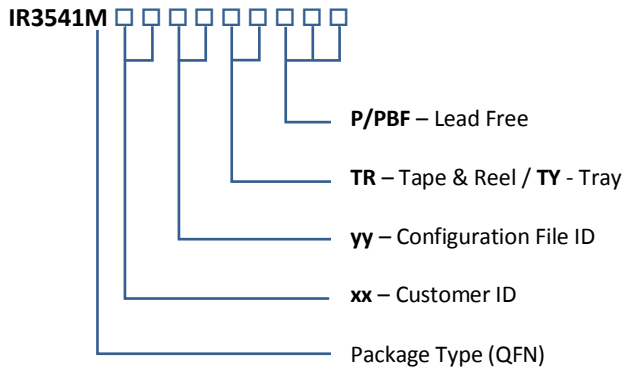 IR3541M
P/PBF – Lead Free
TR – Tape & Reel / TY - Tray
yy – Configuration File ID
xx – Customer ID
Package Type (QFN)